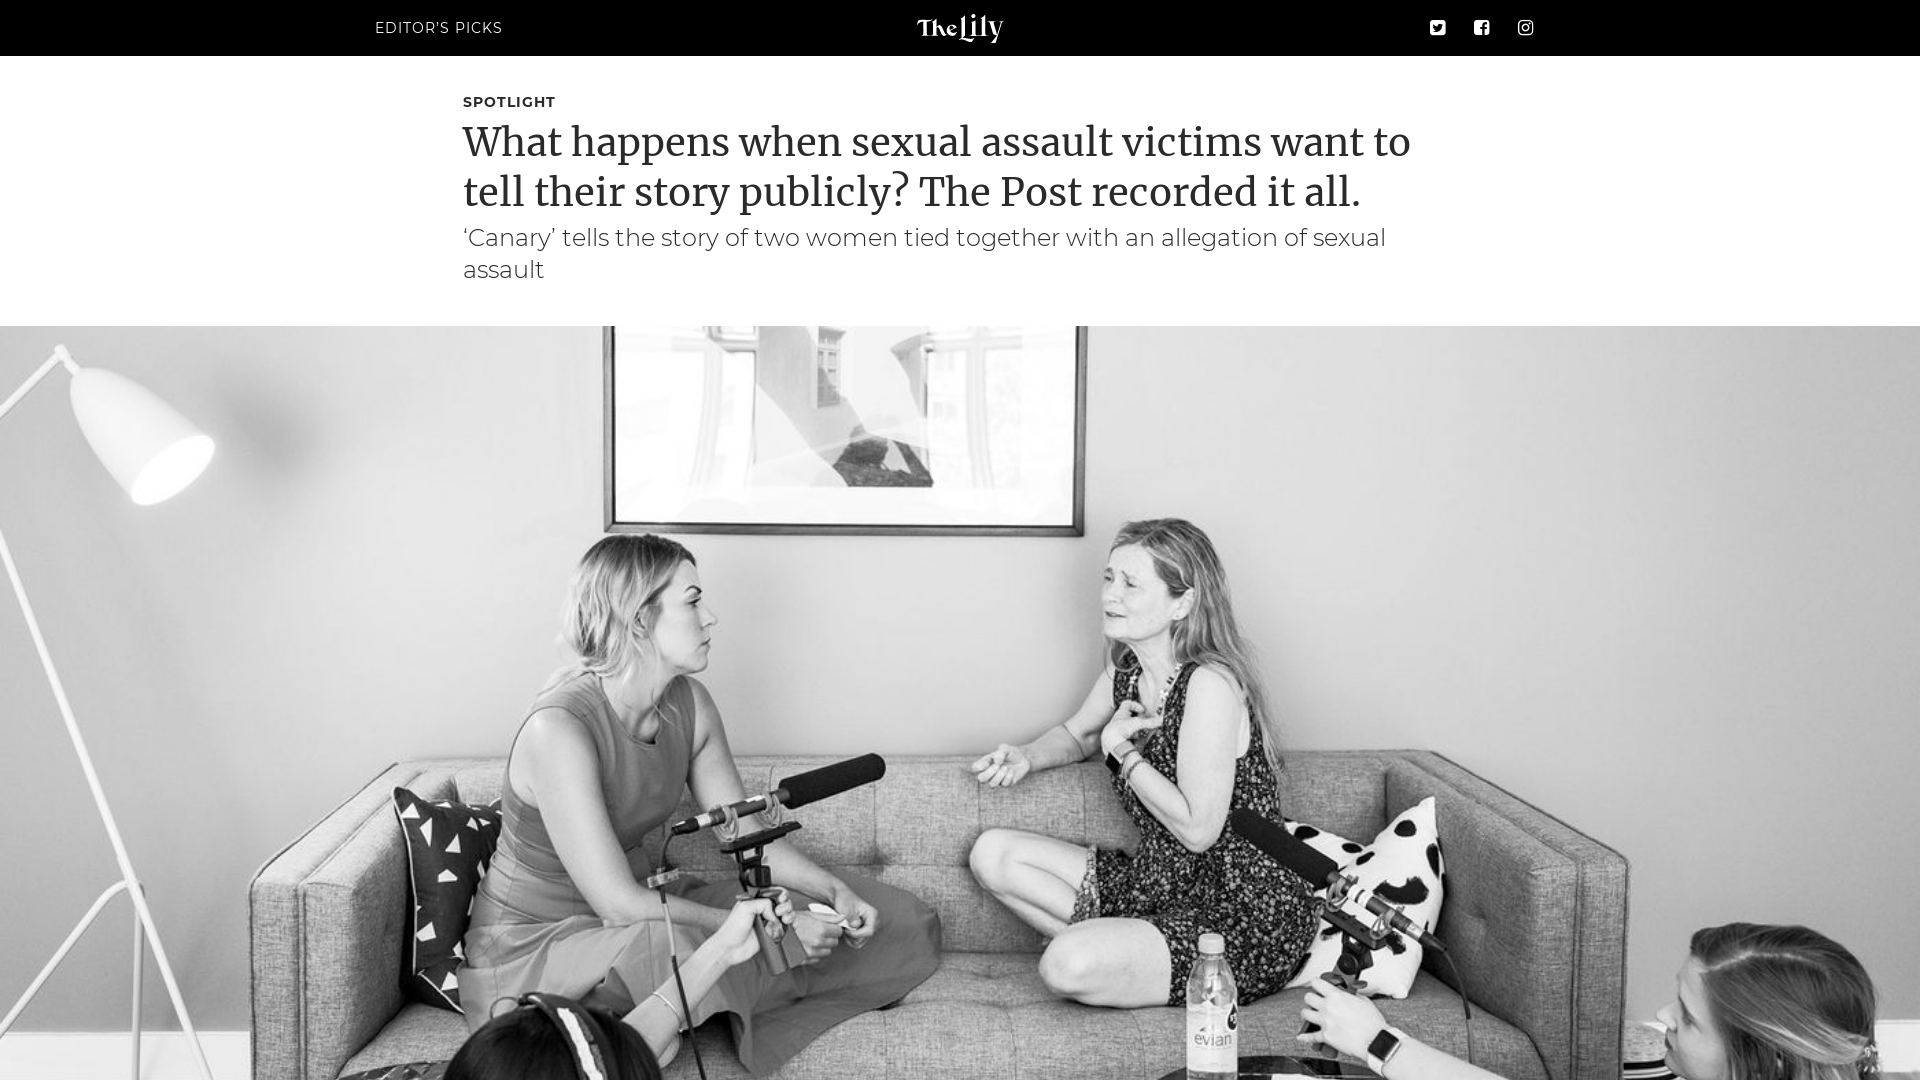 EDITOR'S PICKS
The Lily
SPOTLIGHT
What happens when sexual assault victims want to
tell their story publicly? The Post recorded it all.
‘Canary’ tells the story of two women tied together with an allegation of sexual
assault
evian